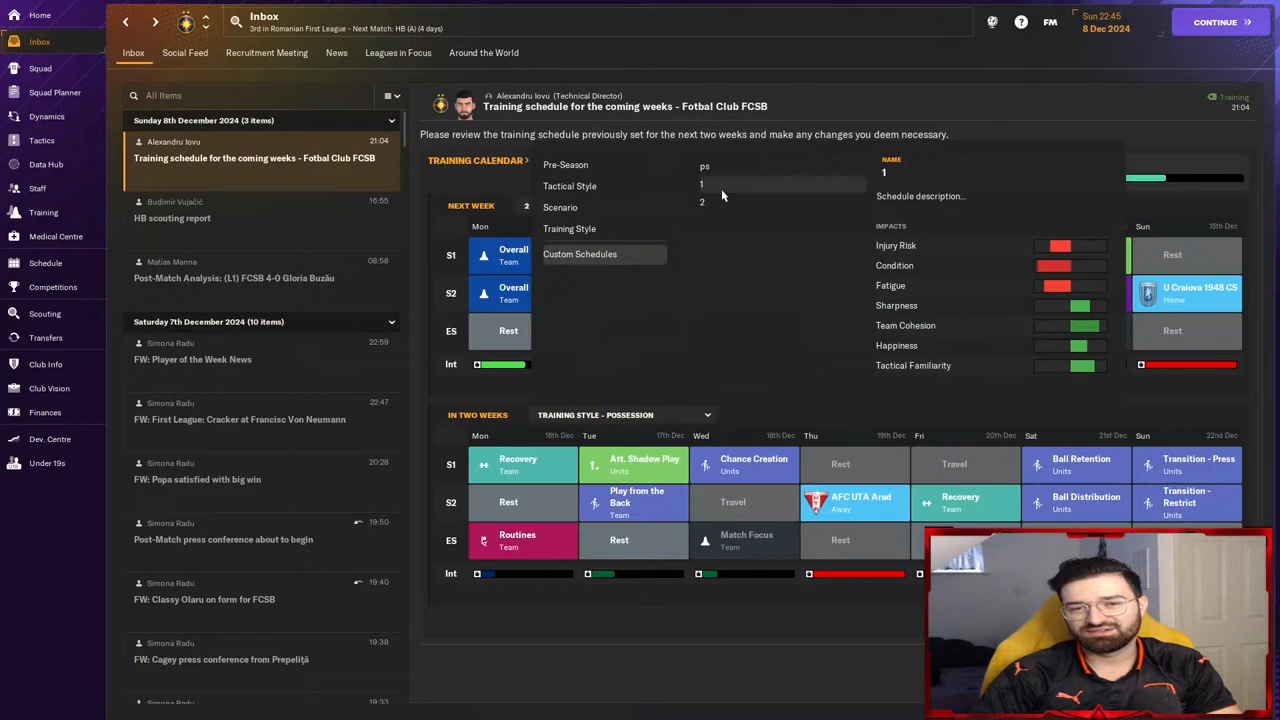 Home
Inbox
Squad
Squad Planner
Dynamics
Tactics
Data Hub
Staff
Training
Medical Centre
Schedule
Competitions
Scouting
Transfers
Club Info
Club Vision
Finances
Dev. Centre
Under 19s
Inbox
3rd in Romanian First League - Next Match: HB (A) (4 days)
FM
Sun 22:45
8 Dec 2024
CONTINUE
Inbox Social Feed Recruitment Meeting News Leagues in Focus Around the World
All Items
Sunday 8th December 2024 (3 items)
Alexandru Iovu 21:04
Training schedule for the coming weeks - Fotbal Club FCSB
Budimir Vujačić 16:55
HB scouting report
Matías Manna 08:58
Post-Match Analysis: (L1) FCSB 4-0 Gloria Buzău
Saturday 7th December 2024 (10 items)
Simona Radu 22:59
FW: Player of the Week News
Simona Radu 22:47
FW: First League: Cracker at Francisc Von Neumann
Simona Radu 20:28
FW: Popa satisfied with big win
Simona Radu 19:50
Post-Match press conference about to begin
Simona Radu 19:40
FW: Classy Olaru on form for FCSB
Simona Radu 19:38
FW: Cagey press conference from Prepeliță
Simona Radu 19:33
Alexandru Iovu (Technical Director)
Training schedule for the coming weeks - Fotbal Club FCSB
Training
21:04
Please review the training schedule previously set for the next two weeks and make any changes you deem necessary.
TRAINING CALENDAR >
NEXT WEEK 2
Mon
S1 Overall
Team
S2 Overall
Team
ES Rest
Int
Pre-Season
Tactical Style
Scenario
Training Style
Custom Schedules
ps
1
2
NAME
1
Schedule description...
IMPACTS
Injury Risk
Condition
Fatigue
Sharpness
Team Cohesion
Happiness
Tactical Familiarity
Sun 15th Dec
Rest
U Craiova 1948 CS
Home
Rest
IN TWO WEEKS TRAINING STYLE - POSSESSION
Mon 16th Dec Tue 17th Dec Wed 18th Dec Thu 19th Dec Fri 20th Dec Sat 21st Dec Sun 22nd Dec
S1 Recovery Team Att. Shadow Play Units Chance Creation Units Rest Travel Ball Retention Units Transition - Press Units
S2 Rest Play from the Back Team Travel AFC UTA Arad Away Recovery Team Ball Distribution Units Transition - Restrict Units
ES Routines Team Rest Match Focus Team Rest
Int